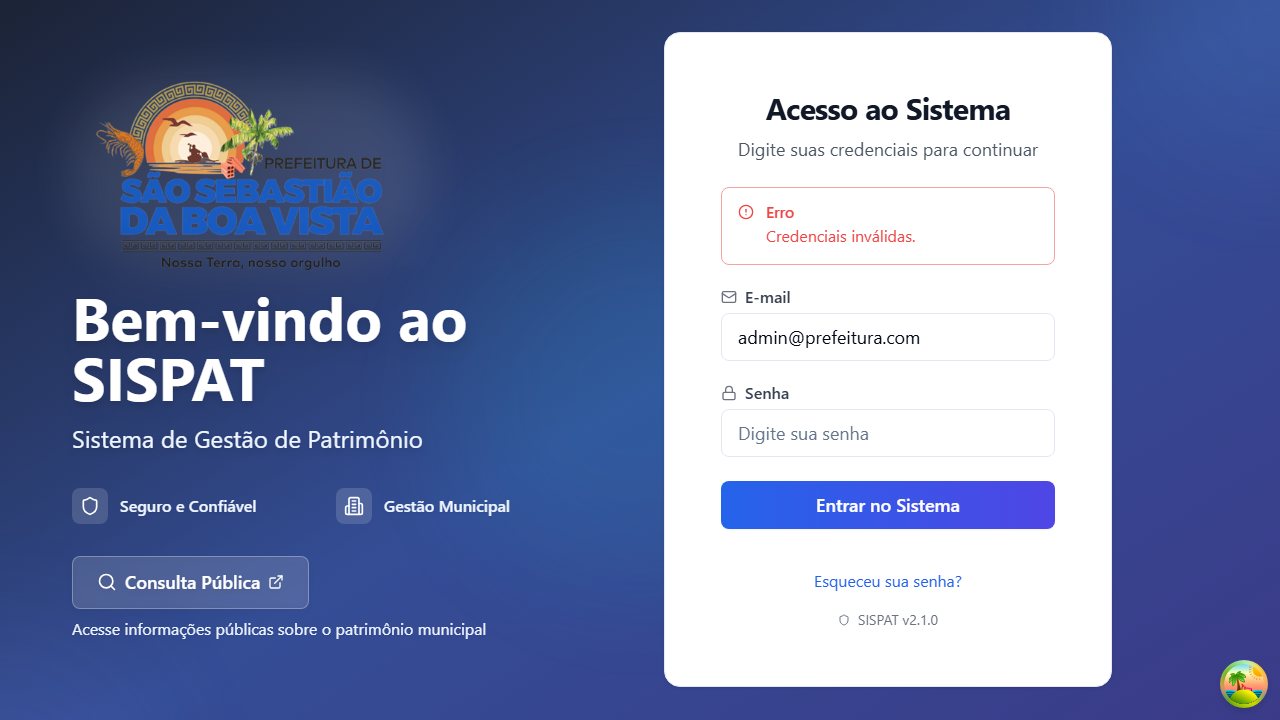 PREFEITURA DE
SÃO SEBASTIÃO
DA BOA VISTA
Nossa Terra, nosso orgulho
Bem-vindo ao
SISPAT
Sistema de Gestão de Patrimônio
Seguro e Confiável
Gestão Municipal
Consulta Pública
Acesse informações públicas sobre o patrimônio municipal
Acesso ao Sistema
Digite suas credenciais para continuar
Erro
Credenciais inválidas.
E-mail
admin@prefeitura.com
Senha
Digite sua senha
Entrar no Sistema
Esqueceu sua senha?
SISPAT v2.1.0